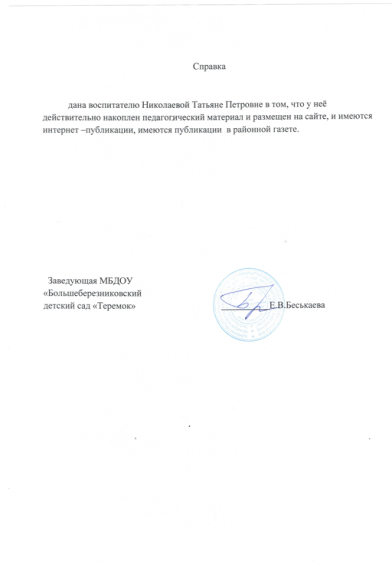 Справка
дана воспитателю Николаевой Татьяне Петровне в том, что у неё
действительно накоплен педагогический материал и размещен на сайте, и имеются
интернет –публикации, имеются публикации в районной газете.
Заведующая МБДОУ
«Большеберезниковский
детский сад «Теремок» Е.В.Беськаева